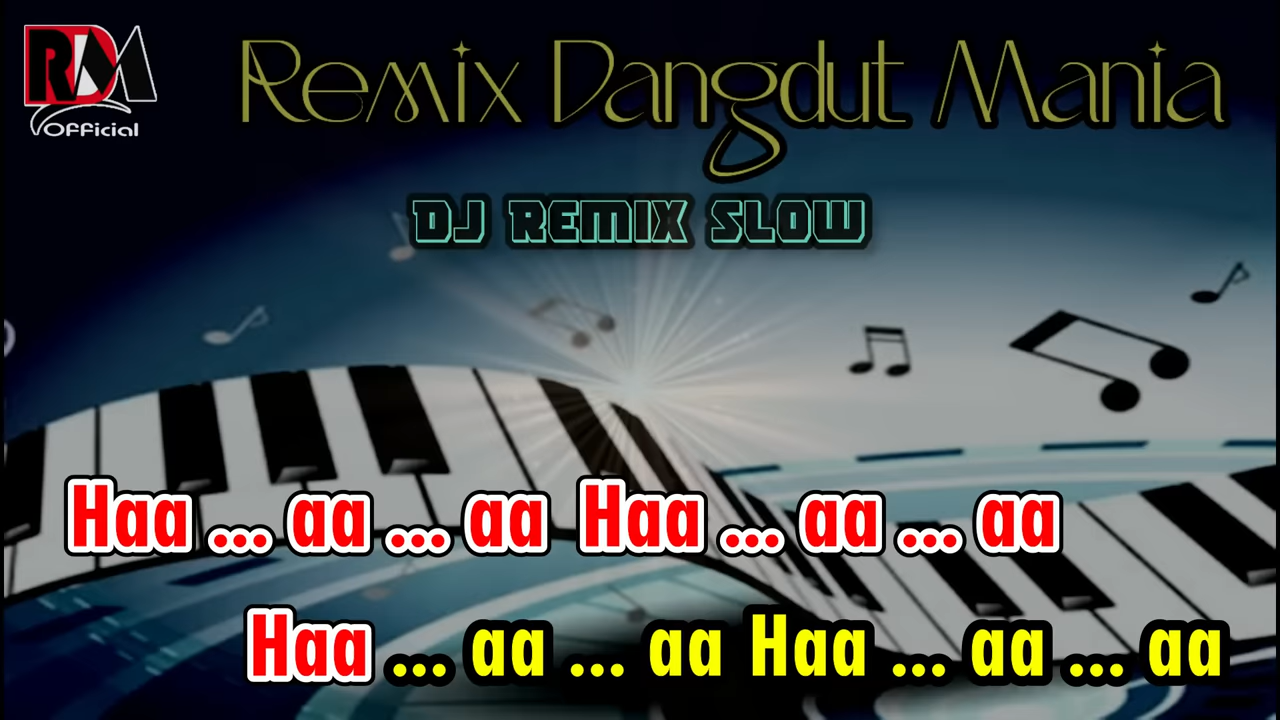 RDM
Official
Remix Dangdut Mania
DJ REMIX SLOW
Haa ... aa ... aa Haa ... aa ... aa
Haa ... aa ... aa Haa ... aa ... aa